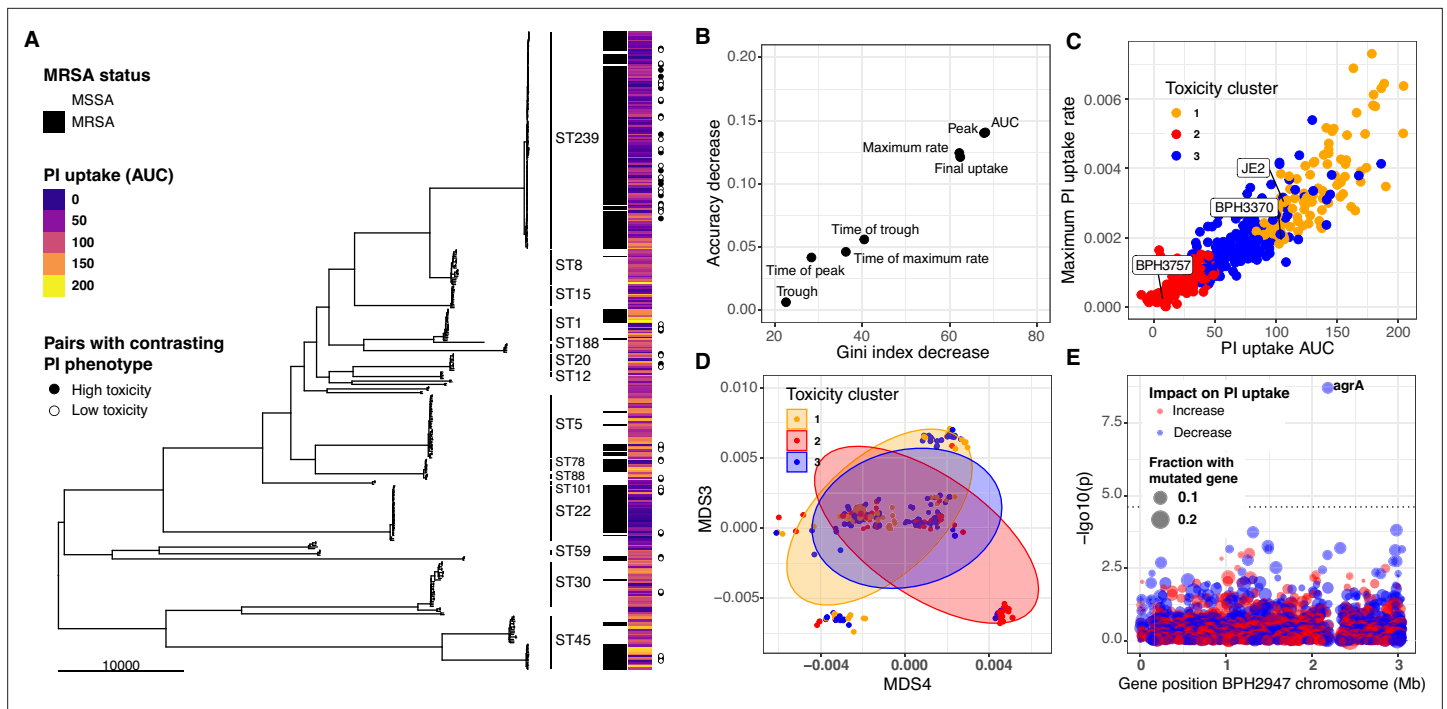 A
MRSA status
MSSA
MRSA
PI uptake (AUC)
0
50
100
150
200
Pairs with contrasting
PI phenotype
High toxicity
Low toxicity
10000
ST239
ST8
ST15
ST1
ST188
ST20
ST12
ST5
ST78
ST88
ST101
ST22
ST59
ST30
ST45
B
Accuracy decrease
0.20
0.15
0.10
0.05
0.00
Peak
AUC
Maximum rate
Final uptake
Time of trough
Time of maximum rate
Time of peak
Trough
20
40
60
80
Gini index decrease
C
Maximum PI uptake rate
0.006
0.004
0.002
0.000
Toxicity cluster
1
2
3
JE2
BPH3370
BPH3757
0
50
100
150
200
PI uptake AUC
D
MDS3
0.010
0.005
0.000
−0.005
Toxicity cluster
1
2
3
−0.004
0.000
0.004
MDS4
E
−log10(p)
7.5
5.0
2.5
0.0
agrA
Impact on PI uptake
Increase
Decrease
Fraction with
mutated gene
0.1
0.2
0
1
2
3
Gene position BPH2947 chromosome (Mb)